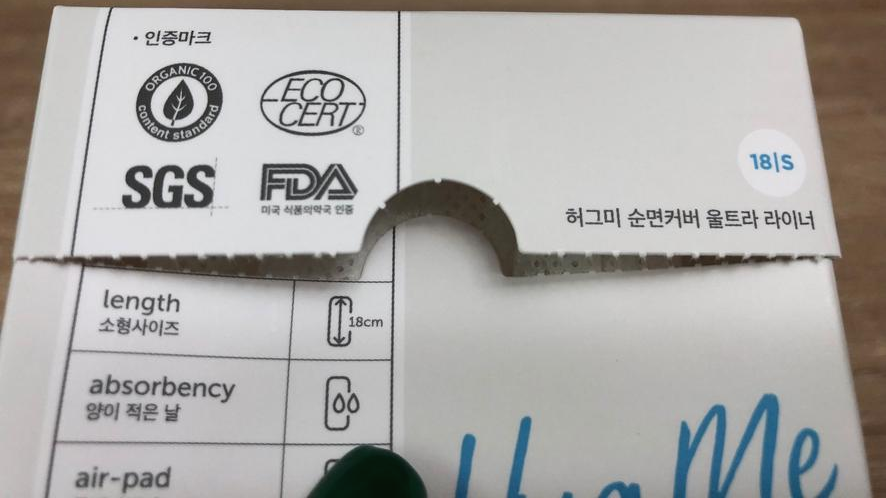 • 인증마크
ORGANIC 100
content standard
ECO
CERT
®
SGS
FDA
미국 식품의약국 인증
18|S
허그미 순면커버 울트라 라이너
length
소형사이즈
18cm
absorbency
양이 적은 날
air-pad
Me